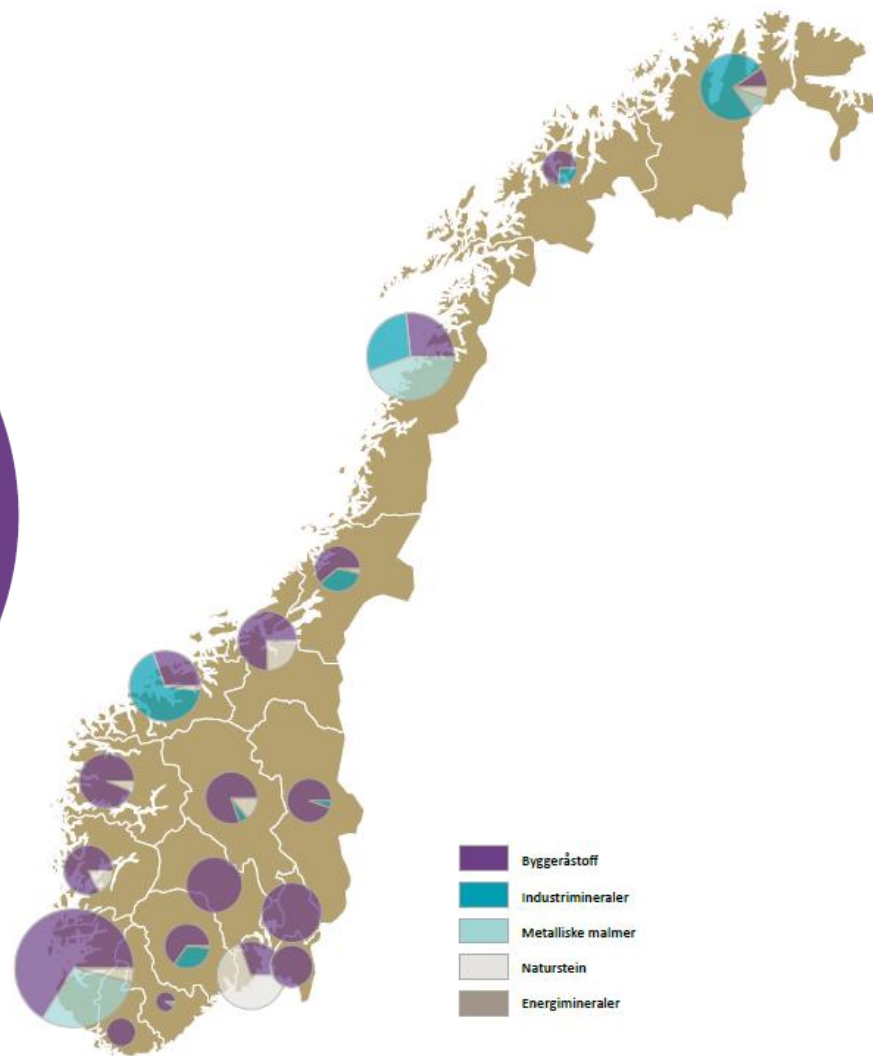 Byggeråstoff
Industrimineraler
Metalliske malmer
Naturstein
Energimineraler